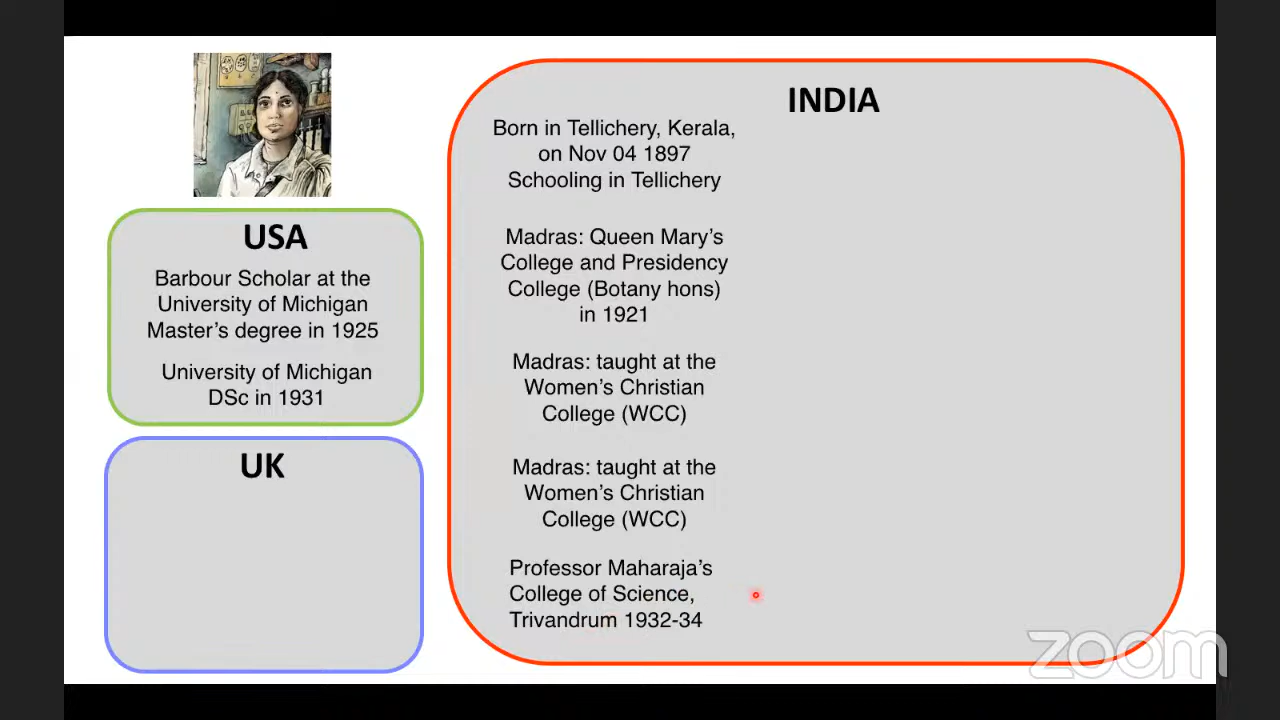 USA
Barbour Scholar at the
University of Michigan
Master's degree in 1925
University of Michigan
DSc in 1931
UK
INDIA
Born in Tellichery, Kerala,
on Nov 04 1897
Schooling in Tellichery
Madras: Queen Mary's
College and Presidency
College (Botany hons)
in 1921
Madras: taught at the
Women's Christian
College (WCC)
Madras: taught at the
Women's Christian
College (WCC)
Professor Maharaja's
College of Science,
Trivandrum 1932-34
zoom